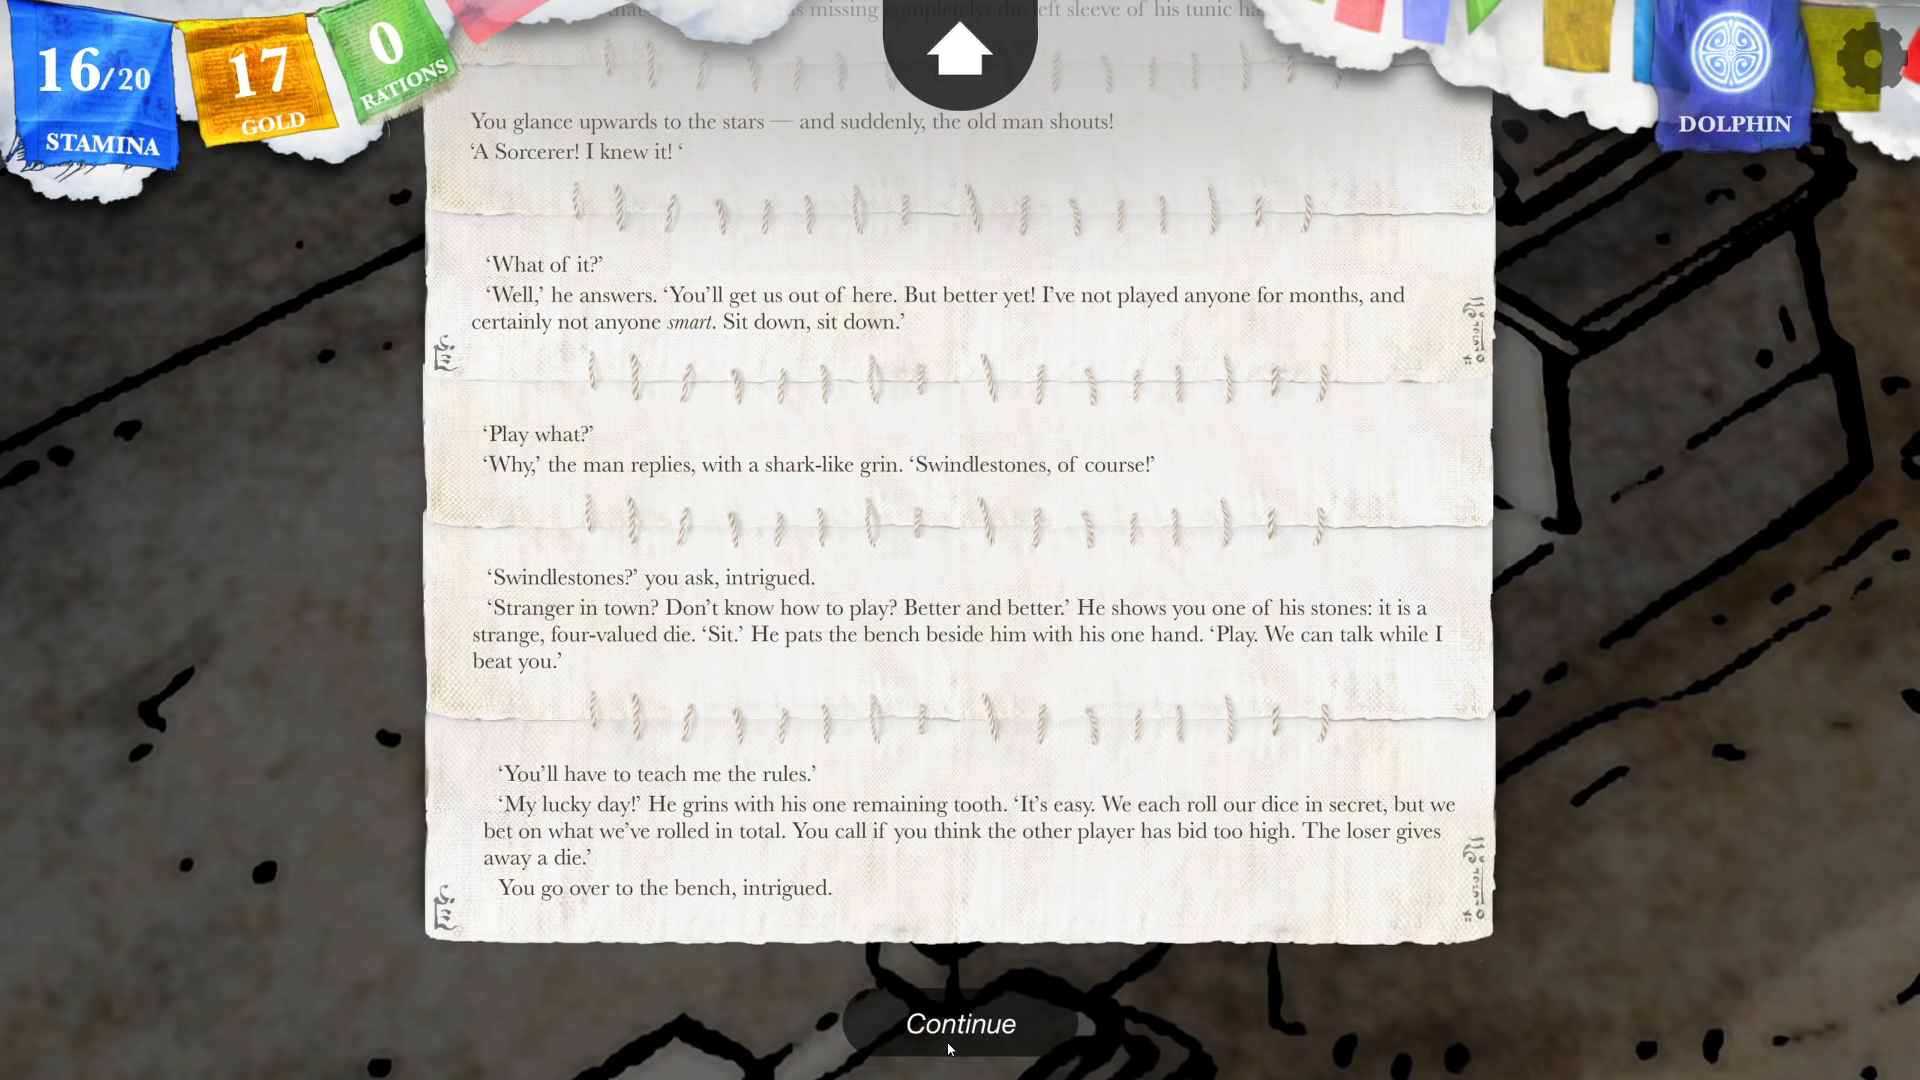 16/20
STAMINA
17
GOLD
0
RATIONS
DOLPHIN
missing completely: the left sleeve of his tunic
You glance upwards to the stars — and suddenly, the old man shouts!
‘A Sorcerer! I knew it! ‘
‘What of it?’
‘Well,’ he answers. ‘You’ll get us out of here. But better yet! I’ve not played anyone for months, and
certainly not anyone smart. Sit down, sit down.’
‘Play what?’
‘Why,’ the man replies, with a shark-like grin. ‘Swindlestones, of course!’
‘Swindlestones?’ you ask, intrigued.
‘Stranger in town? Don’t know how to play? Better and better.’ He shows you one of his stones: it is a
strange, four-valued die. ‘Sit.’ He pats the bench beside him with his one hand. ‘Play. We can talk while I
beat you.’
‘You’ll have to teach me the rules.’
‘My lucky day!’ He grins with his one remaining tooth. ‘It’s easy. We each roll our dice in secret, but we
bet on what we’ve rolled in total. You call if you think the other player has bid too high. The loser gives
away a die.’
You go over to the bench, intrigued.
Continue